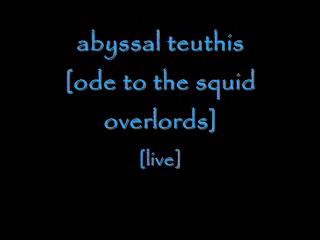 abyssal teuthis
[ode to the squid
overlords]
[live]